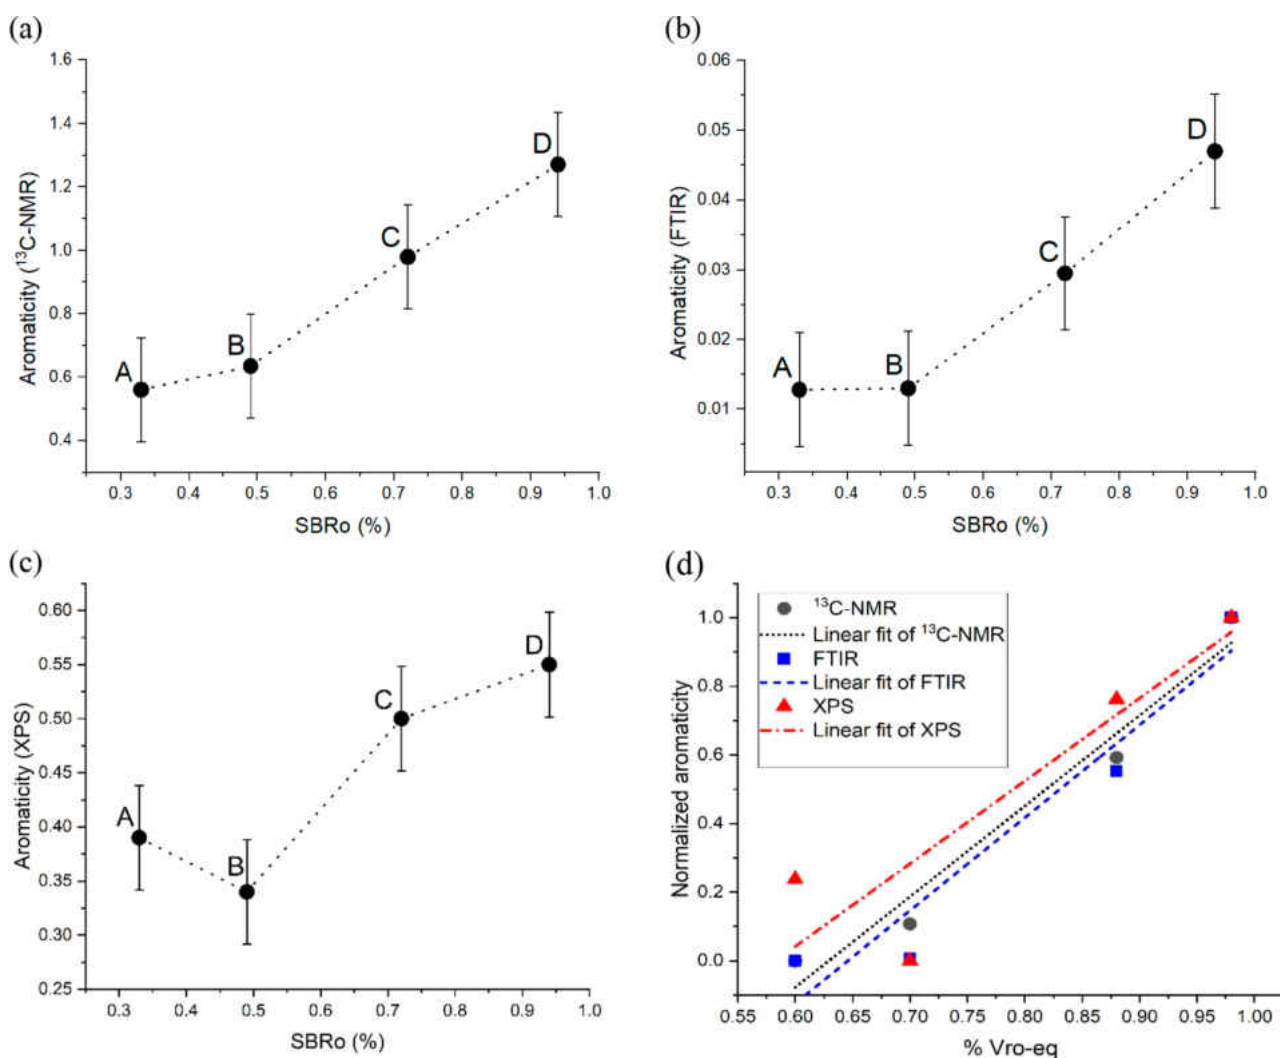 (a)
1.6
1.4
1.2
1.0
0.8
0.6
0.4
Aromaticity (¹³C-NMR)
A
B
C
D
0.3 0.4 0.5 0.6 0.7 0.8 0.9 1.0
SBRo (%)
(b)
0.06
0.05
0.04
0.03
0.02
0.01
Aromaticity (FTIR)
A
B
C
D
0.3 0.4 0.5 0.6 0.7 0.8 0.9 1.0
SBRo (%)
(c)
0.60
0.55
0.50
0.45
0.40
0.35
0.30
0.25
Aromaticity (XPS)
A
B
C
D
0.3 0.4 0.5 0.6 0.7 0.8 0.9 1.0
SBRo (%)
(d)
1.0
0.8
0.6
0.4
0.2
0.0
Normalized aromaticity
¹³C-NMR
Linear fit of ¹³C-NMR
FTIR
Linear fit of FTIR
XPS
Linear fit of XPS
0.55 0.60 0.65 0.70 0.75 0.80 0.85 0.90 0.95 1.00
% Vro-eq